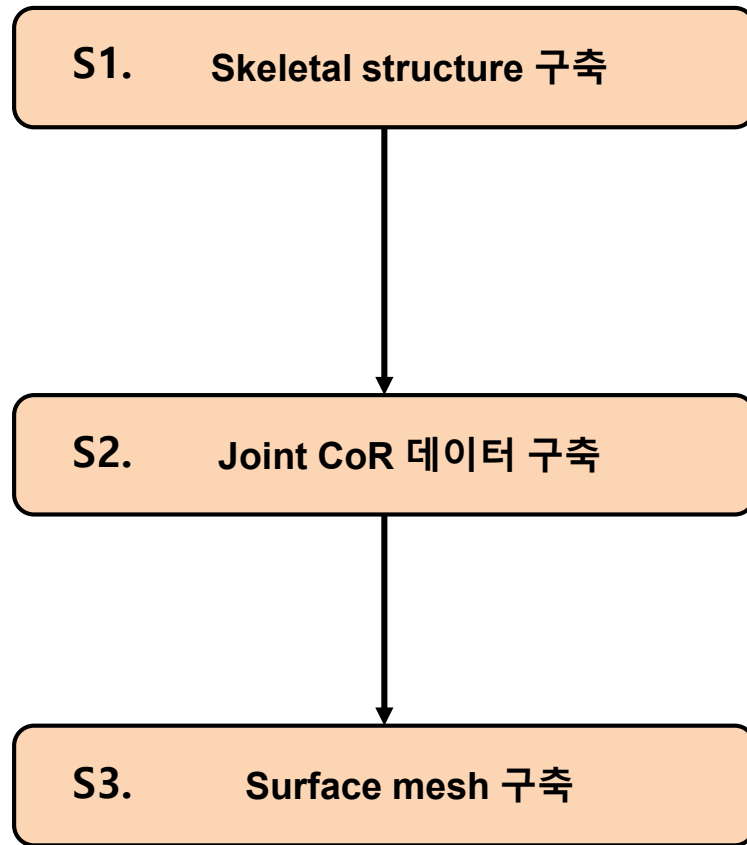 S1. Skeletal structure 구축
S2. Joint CoR 데이터 구축
S3. Surface mesh 구축